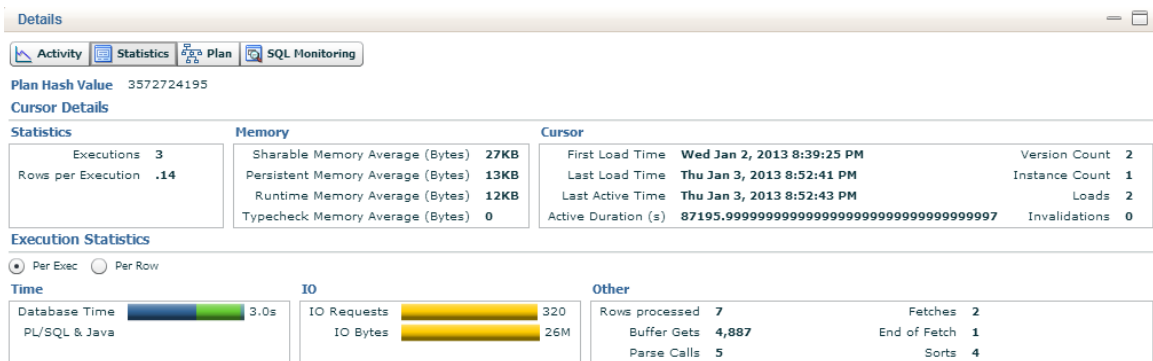 Details
Activity Statistics Plan SQL Monitoring
Plan Hash Value 3572724195
Cursor Details
Statistics
Executions 3
Rows per Execution .14
Memory
Sharable Memory Average (Bytes) 27KB
Persistent Memory Average (Bytes) 13KB
Runtime Memory Average (Bytes) 12KB
Typecheck Memory Average (Bytes) 0
Cursor
First Load Time Wed Jan 2, 2013 8:39:25 PM
Last Load Time Thu Jan 3, 2013 8:52:41 PM
Last Active Time Thu Jan 3, 2013 8:52:43 PM
Active Duration (s) 87195.99999999999999999999999999999997
Version Count 2
Instance Count 1
Loads 2
Invalidations 0
Execution Statistics
Per Exec Per Row
Time
Database Time 3.0s
PL/SQL & Java
IO
IO Requests 320
IO Bytes 26M
Other
Rows processed 7
Buffer Gets 4,887
Parse Calls 5
Fetches 2
End of Fetch 1
Sorts 4